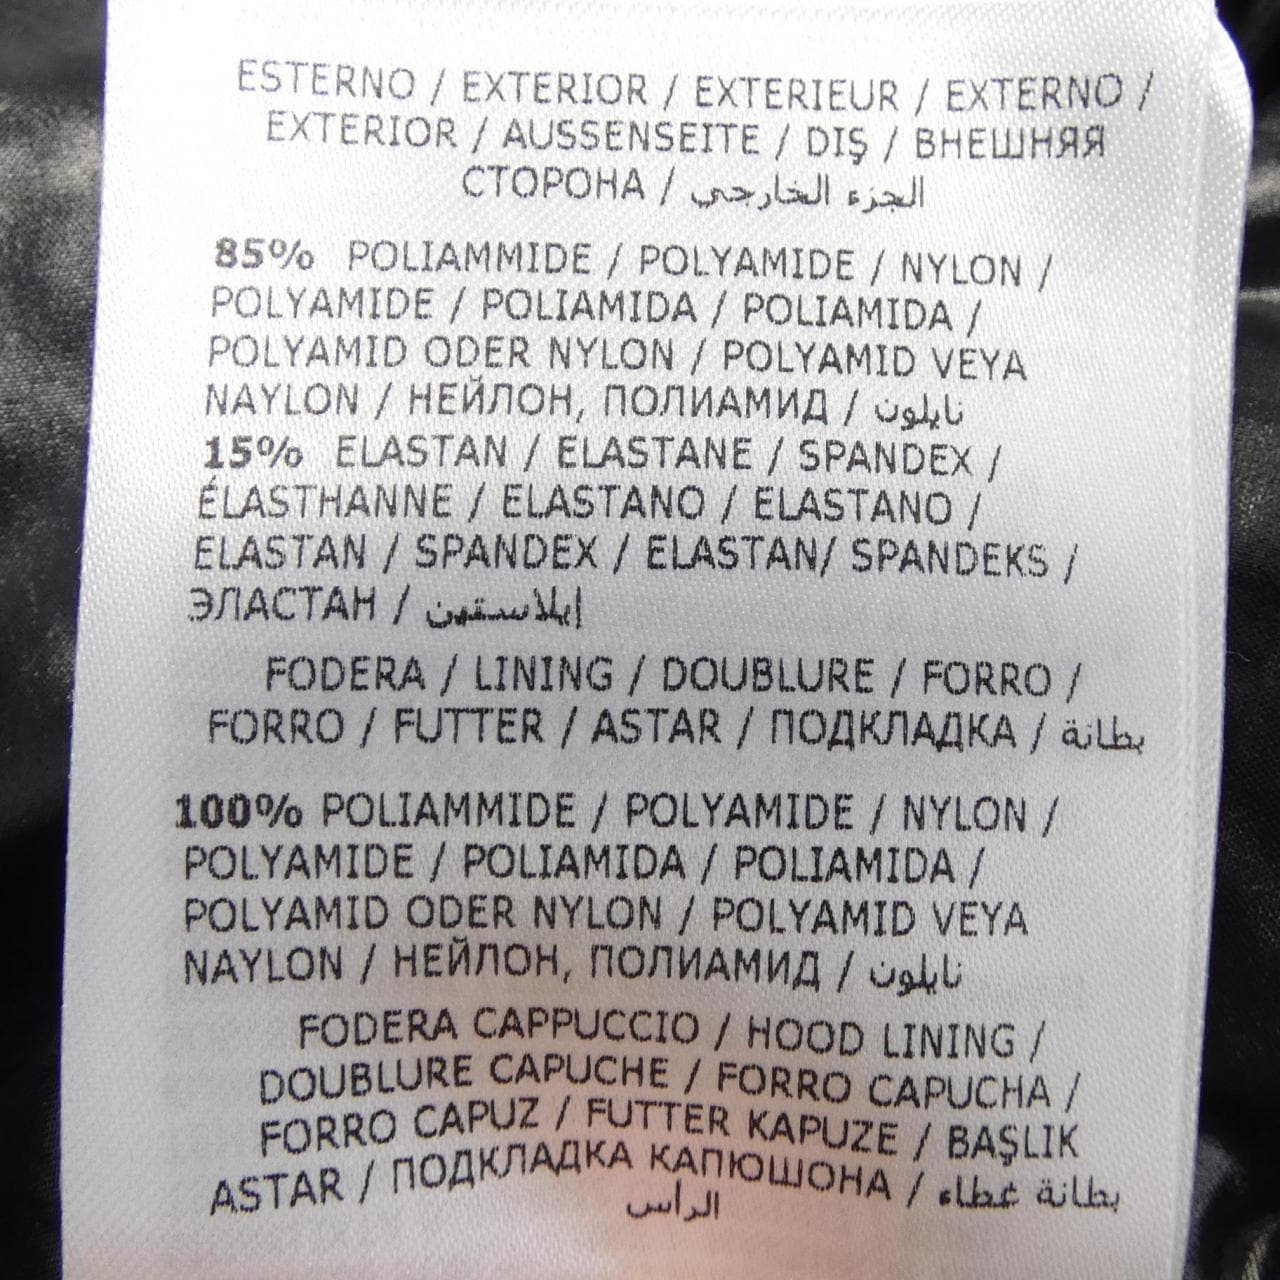 ESTERNO / EXTERIOR / EXTERIEUR / EXTERNO /
EXTERIOR / AUSSENSEITE / DIŞ / ВНЕШНЯЯ
СТОРОНА / الجزء الخارجي
85% POLIAMMIDE / POLYAMIDE / NYLON /
POLYAMIDE / POLIAMIDA / POLIAMIDA /
POLYAMID ODER NYLON / POLYAMID VEYA
NAYLON / НЕЙЛОН, ПОЛИАМИД / نايلون
15% ELASTAN / ELASTANE / SPANDEX /
ÉLASTHANNE / ELASTANO / ELASTANO /
ELASTAN / SPANDEX / ELASTAN/ SPANDEKS /
ЭЛАСТАН / إيلاستين
FODERA / LINING / DOUBLURE / FORRO /
FORRO / FUTTER / ASTAR / ПОДКЛАДКА / بطانة
100% POLIAMMIDE / POLYAMIDE / NYLON /
POLYAMIDE / POLIAMIDA / POLIAMIDA /
POLYAMID ODER NYLON / POLYAMID VEYA
NAYLON / НЕЙЛОН, ПОЛИАМИД / نايلون
FODERA CAPPUCCIO / HOOD LINING /
DOUBLURE CAPUCHE / FORRO CAPUCHA /
FORRO CAPUZ / FUTTER KAPUZE / BAŞLIK
ASTAR / ПОДКЛАДКА КАПЮШОНА / بطانة غطاء
الراس